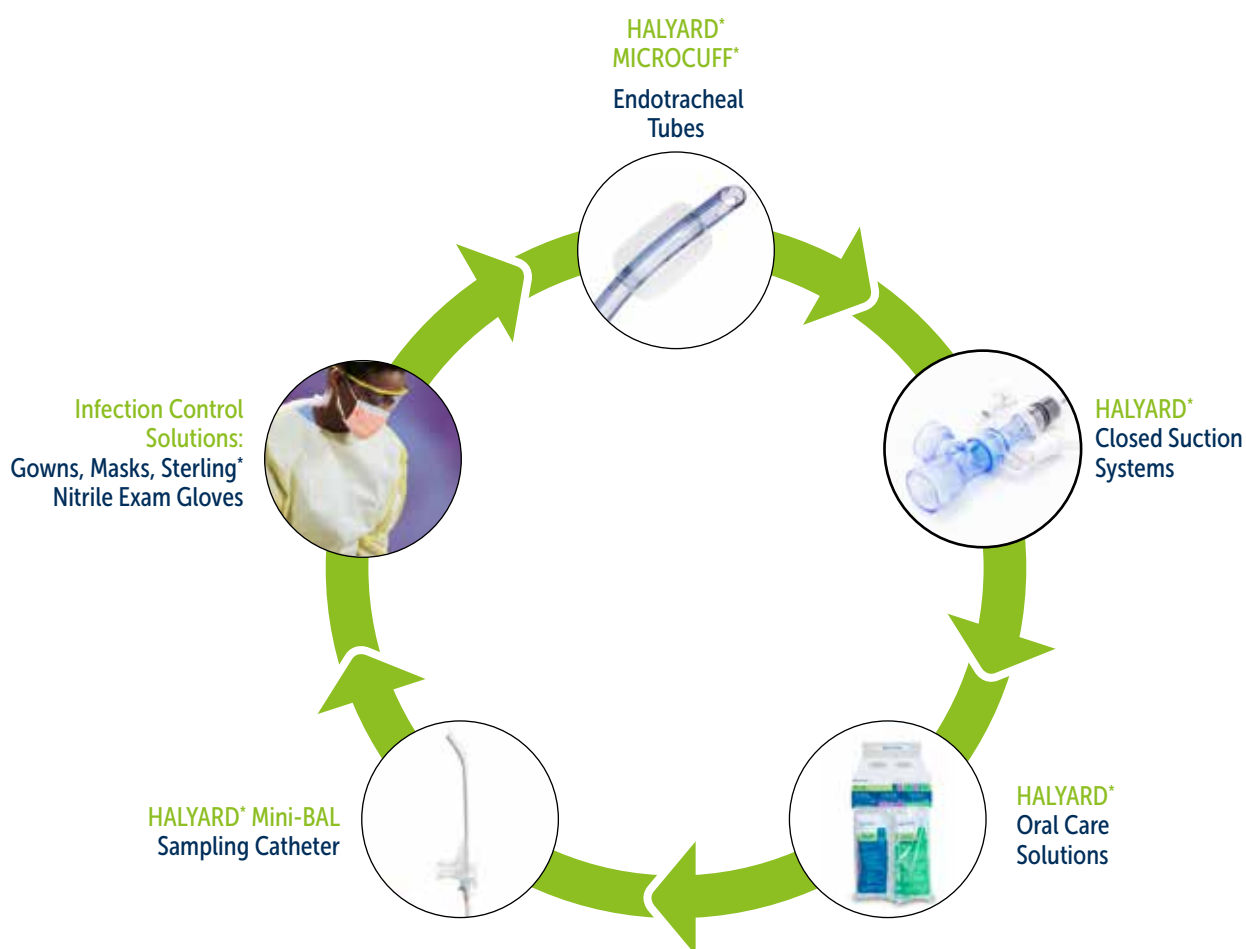 HALYARD*
MICROCUFF*
Endotracheal
Tubes
HALYARD*
Closed Suction
Systems
HALYARD*
Oral Care
Solutions
HALYARD* Mini-BAL
Sampling Catheter
Infection Control
Solutions:
Gowns, Masks, Sterling*
Nitrile Exam Gloves